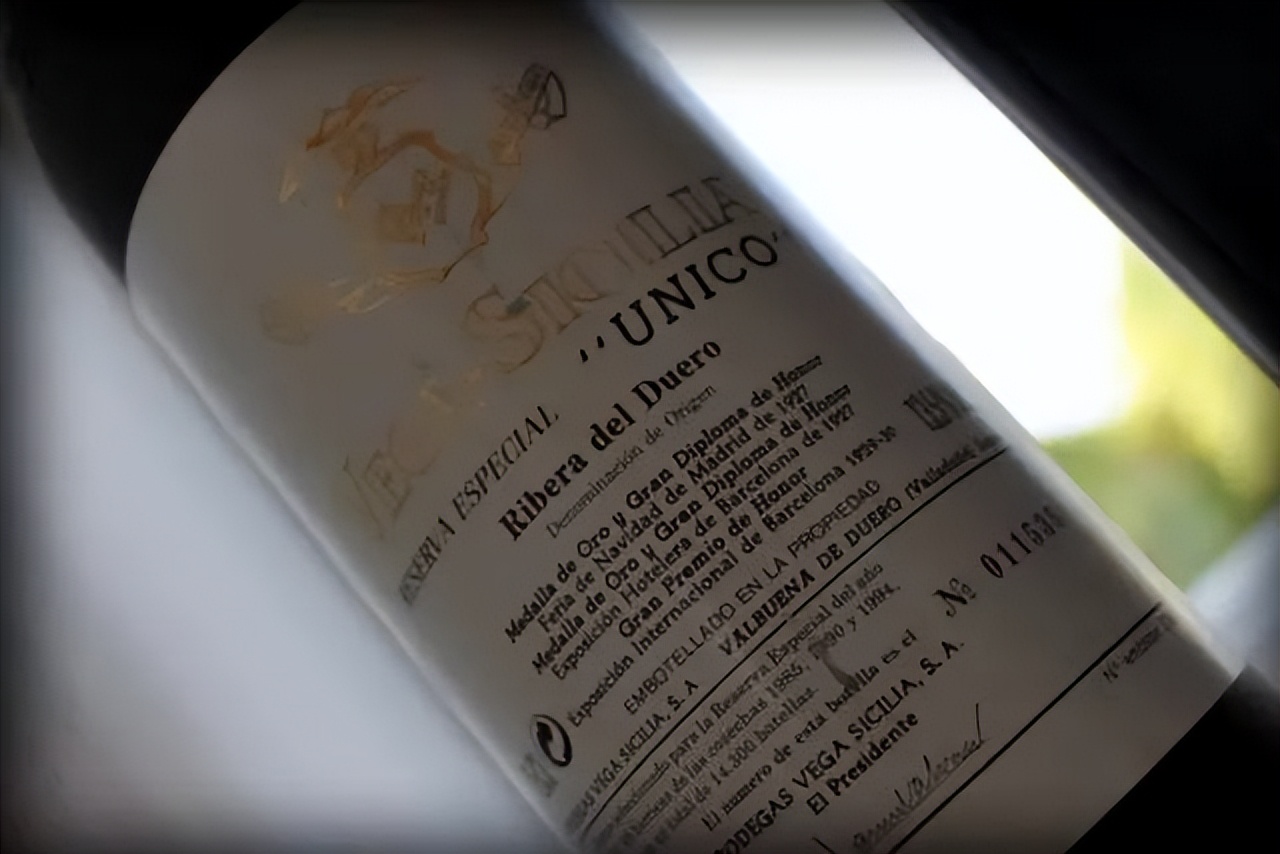 SICILIA
"UNICO"
RESERVA ESPECIAL
Ribera del Duero
Denominación de Origen
Medalla de Oro y Gran Diploma de Honor
Feria de Navidad de Madrid de 1927
Medalla de Oro y Gran Diploma de Honor
Exposición Hotelera de Barcelona de 1927
Gran Premio de Honor
Exposición Internacional de Barcelona 1929-30
EMBOTELLADO EN LA PROPIEDAD
VEGA SICILIA, S. A
VALBUENA DE DUERO (Valladolid)
para la Reserva Especial del año
cosechas 1985, 1990 y 1994.
total de 14.300 botellas.
El número de esta botella es el
Nº 011638
BODEGAS VEGA SICILIA, S. A.
El Presidente